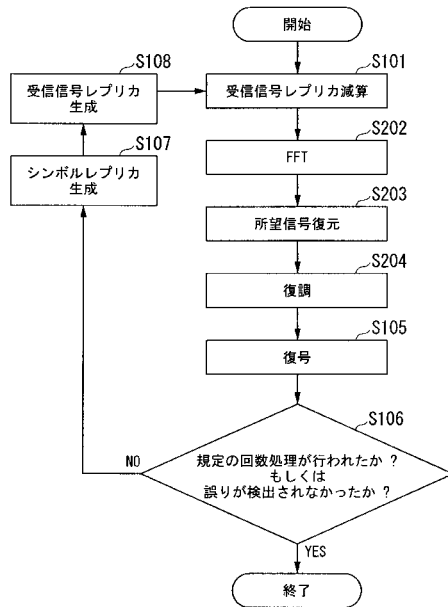 開始
S108
受信信号レプリカ
生成
S101
受信信号レプリカ減算
S107
シンボルレプリカ
生成
S202
FFT
S203
所望信号復元
S204
復調
S105
復号
S106
規定の回数処理が行われたか ?
もしくは
誤りが検出されなかったか ?
NO
YES
終了